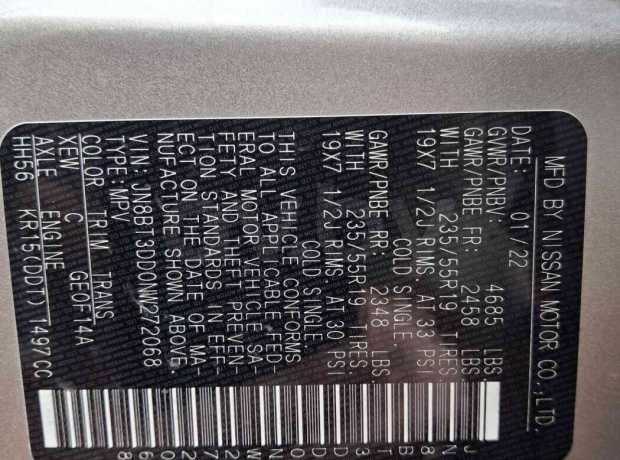 MFD BY NISSAN MOTOR CO.,LTD.
DATE: 01/22
GVWR/PNBV: 4685 LBS.
GAWR/PNBE FR: 2458 LBS.
WITH 235/55R19 TIRES.
19X7 1/2J RIMS. AT 33 PSI
COLD SINGLE
GAWR/PNBE RR: 2348 LBS.
WITH 235/55R19 TIRES.
19X7 1/2J RIMS. AT 30 PSI
COLD SINGLE
THIS VEHICLE CONFORMS
TO ALL APPLICABLE FED-
ERAL MOTOR VEHICLE SA-
FETY AND THEFT PREVEN-
TION STANDARDS IN EFF-
ECT ON THE DATE OF MA-
NUFACTURE SHOWN ABOVE.
VIN: JN8BT3DD0NW272068
TYPE: MPV
COLOR TRIM TRANS
XEW C GE0FT4A
AXLE ENGINE
HH56 KR15(DDT) 1497CC
JN8BT3DD0NW272068